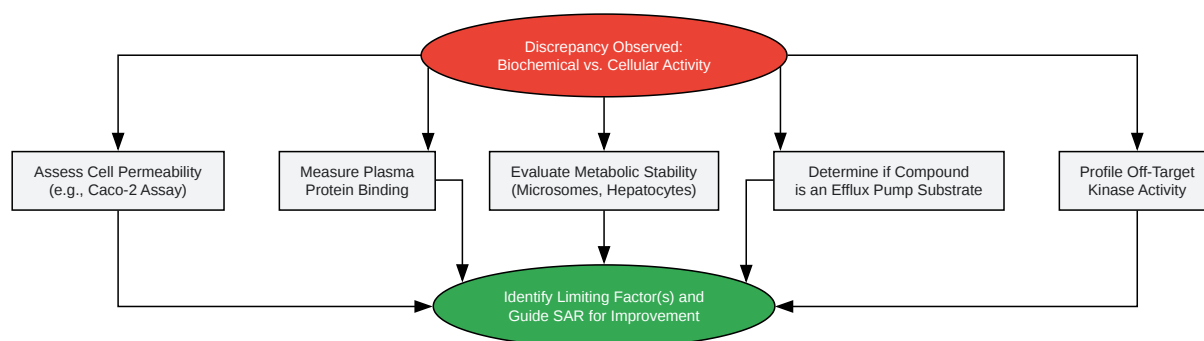 Discrepancy Observed:
Biochemical vs. Cellular Activity
Assess Cell Permeability
(e.g., Caco-2 Assay)
Measure Plasma
Protein Binding
Evaluate Metabolic Stability
(Microsomes, Hepatocytes)
Determine if Compound
is an Efflux Pump Substrate
Profile Off-Target
Kinase Activity
Identify Limiting Factor(s) and
Guide SAR for Improvement